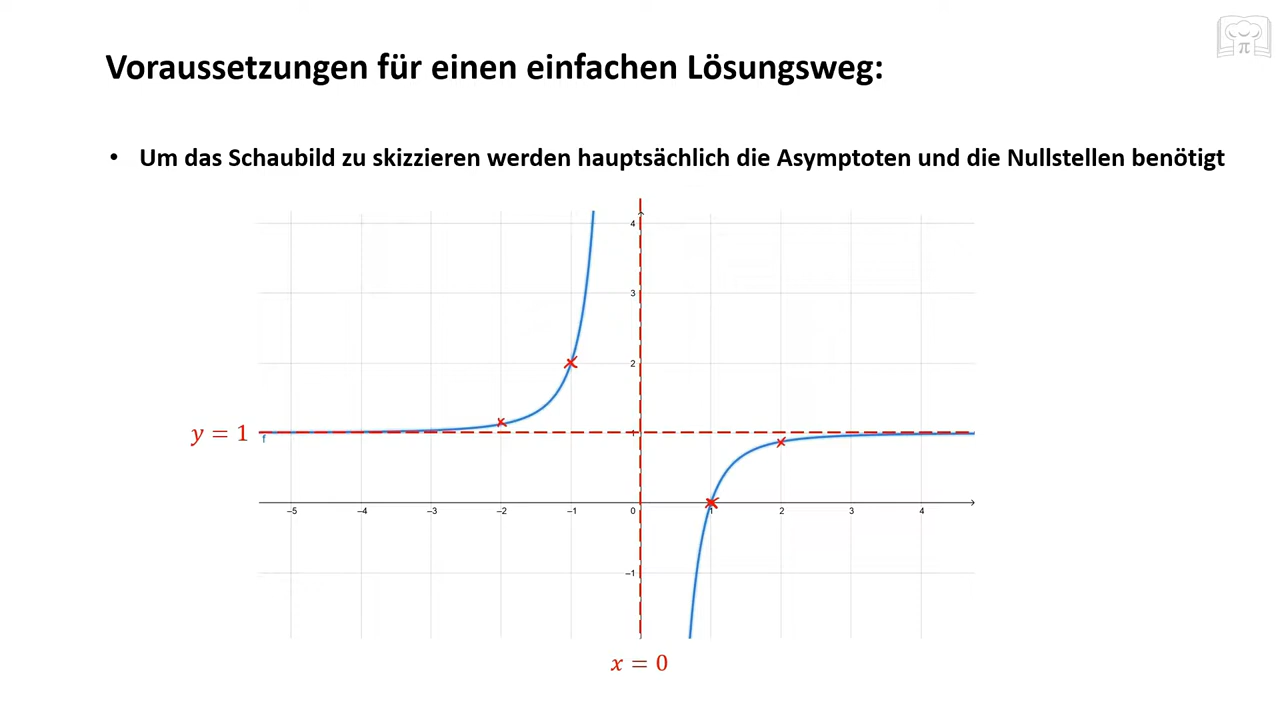 Voraussetzungen für einen einfachen Lösungsweg:
• Um das Schaubild zu skizzieren werden hauptsächlich die Asymptoten und die Nullstellen benötigt
4
3
2
y = 1
f
1
–5 –4 –3 –2 –1 0 1 2 3 4
–1
x = 0
π